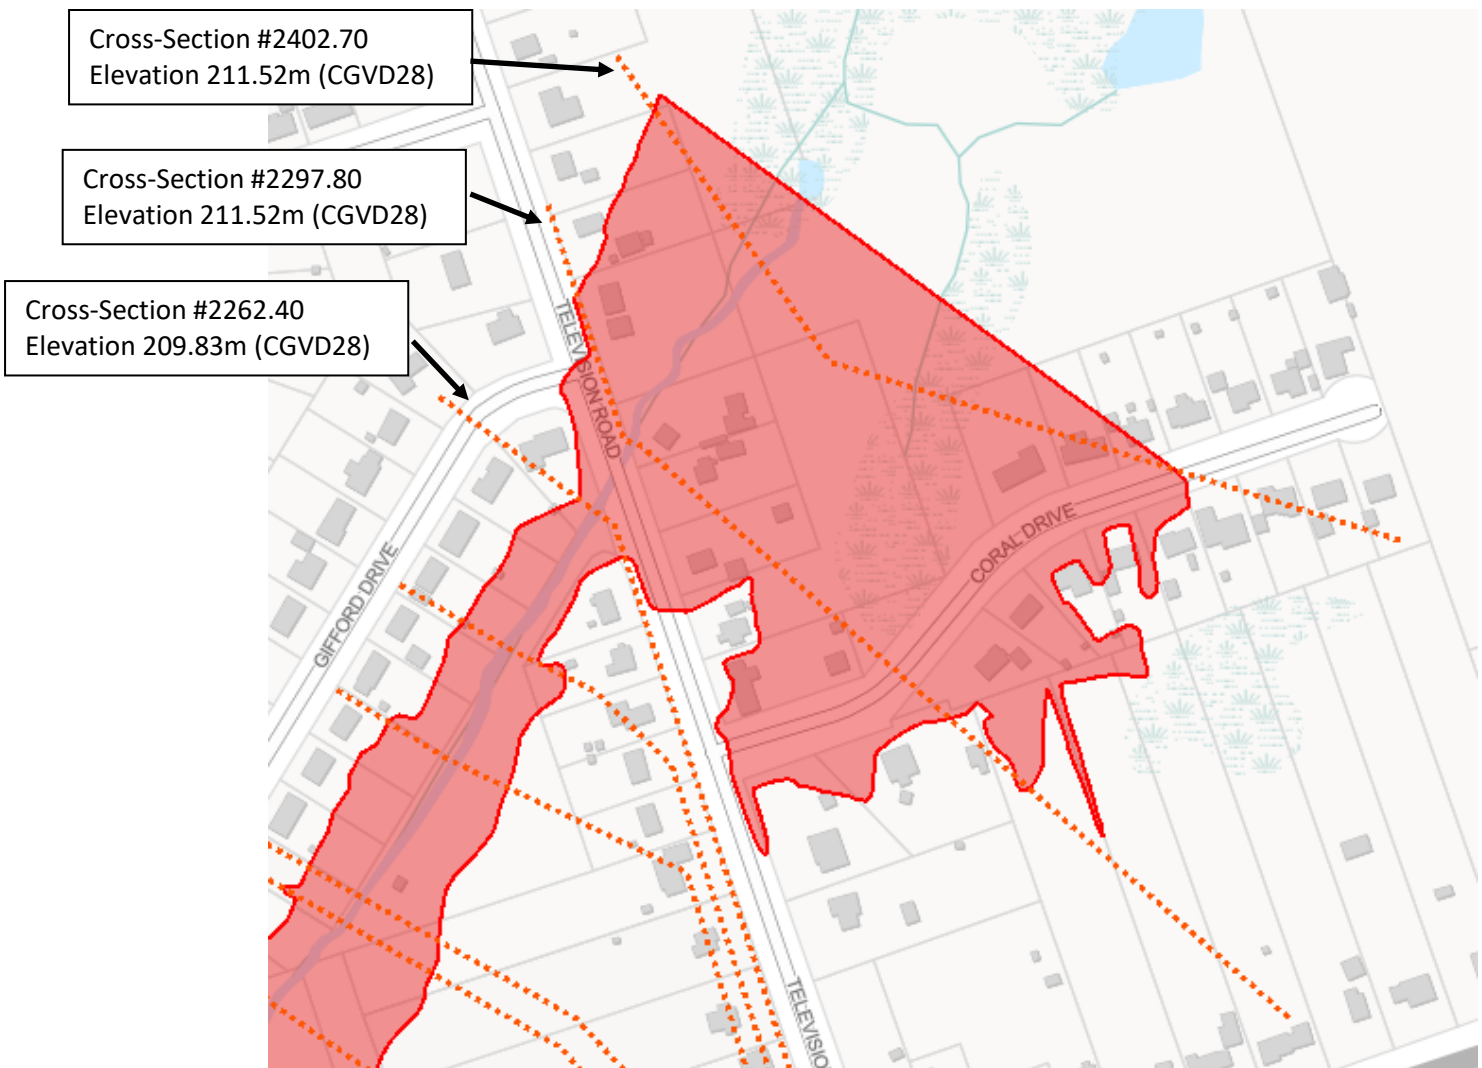 Cross-Section #2402.70
Elevation 211.52m (CGVD28)
Cross-Section #2297.80
Elevation 211.52m (CGVD28)
Cross-Section #2262.40
Elevation 209.83m (CGVD28)
TELEVISION ROAD
GIFFORD DRIVE
CORAL DRIVE
TELEVISIO